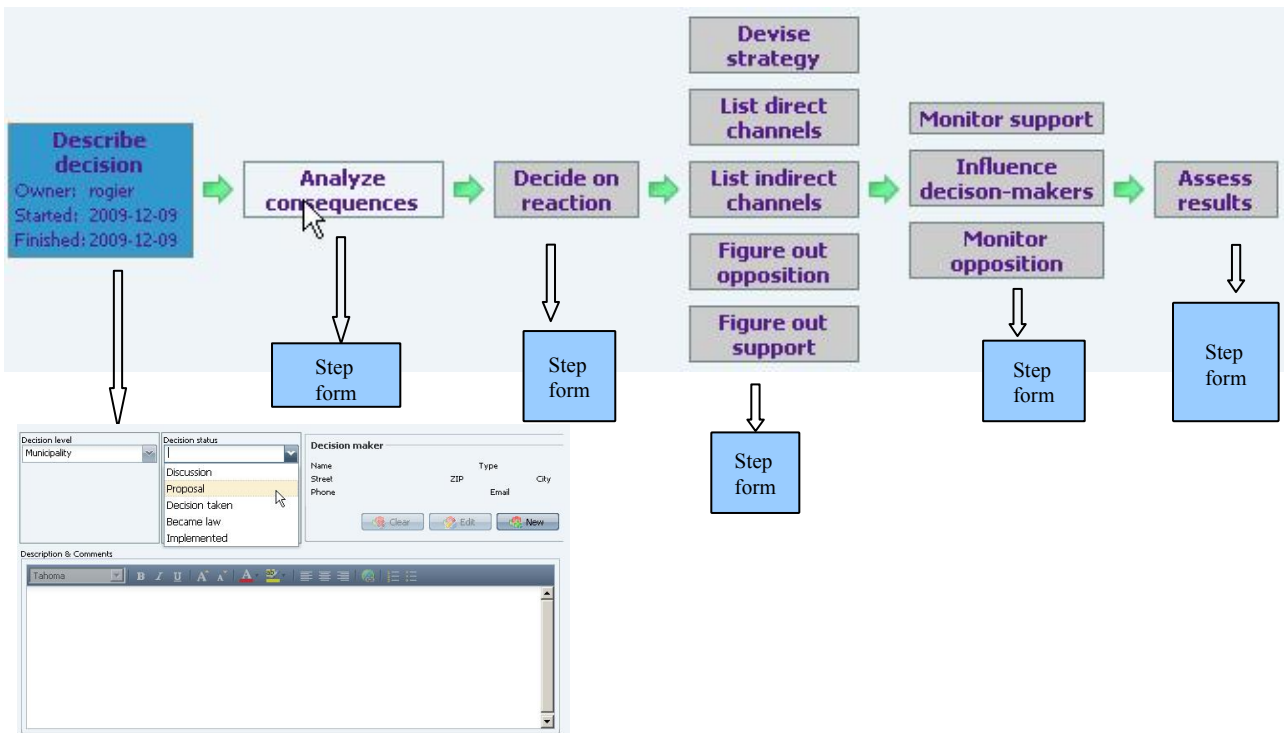 Describe
decision
Owner: rogier
Started: 2009-12-09
Finished: 2009-12-09
Analyze
consequences
Decide on
reaction
Devise
strategy
List direct
channels
List indirect
channels
Figure out
opposition
Figure out
support
Monitor support
Influence
decison-makers
Monitor
opposition
Assess
results
Step
form
Step
form
Step
form
Step
form
Step
form
Decision level
Municipality
Decision status
Discussion
Proposal
Decision taken
Became law
Implemented
Decision maker
Name Type
Street ZIP City
Phone Email
Clear Edit New
Description & Comments
Tahoma B I U A A A ab